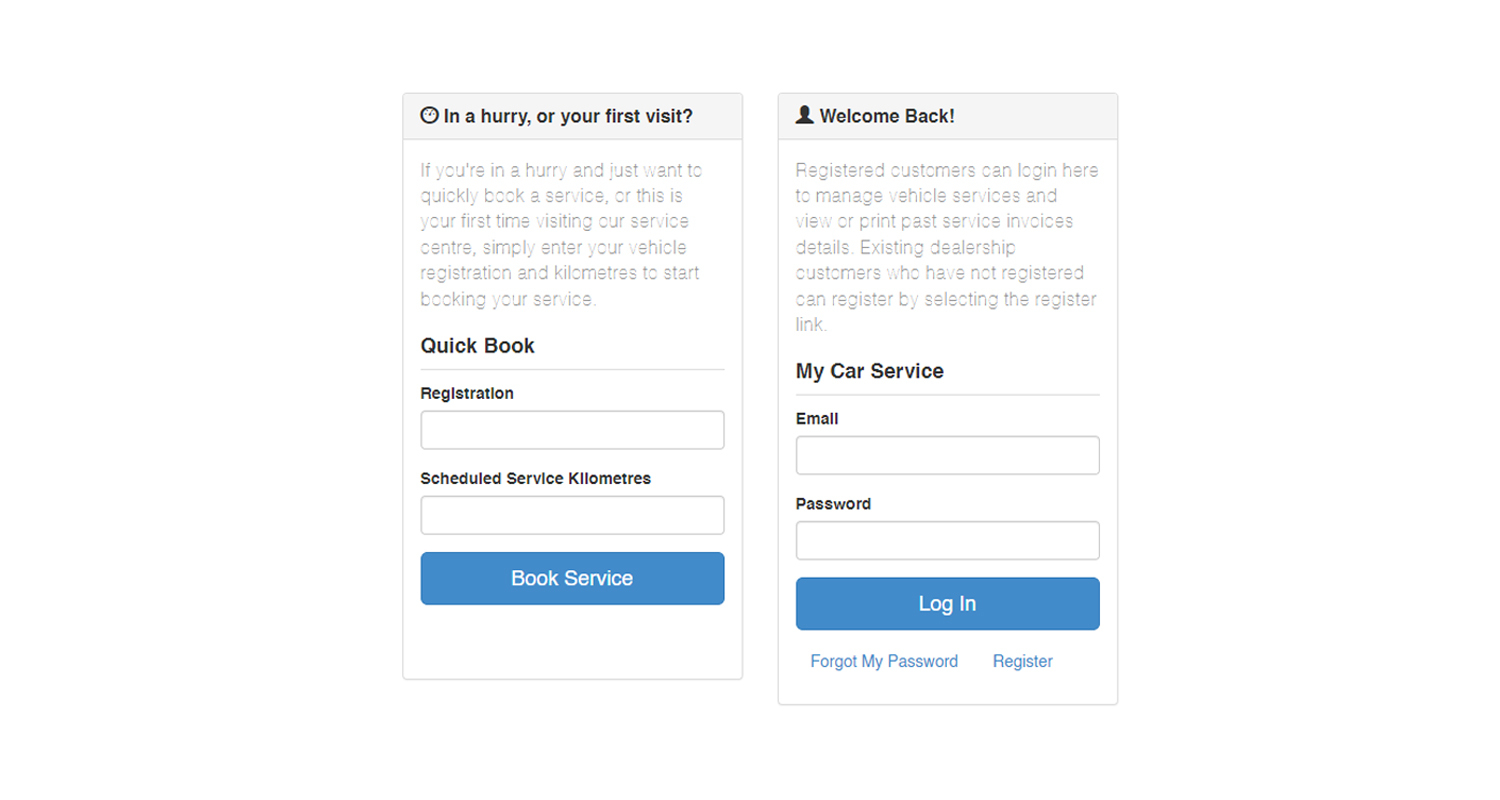 In a hurry, or your first visit?
If you're in a hurry and just want to
quickly book a service, or this is
your first time visiting our service
centre, simply enter your vehicle
registration and kilometres to start
booking your service.
Quick Book
Registration
Scheduled Service Kilometres
Book Service
Welcome Back!
Registered customers can login here
to manage vehicle services and
view or print past service invoices
details. Existing dealership
customers who have not registered
can register by selecting the register
link.
My Car Service
Email
Password
Log In
Forgot My Password Register